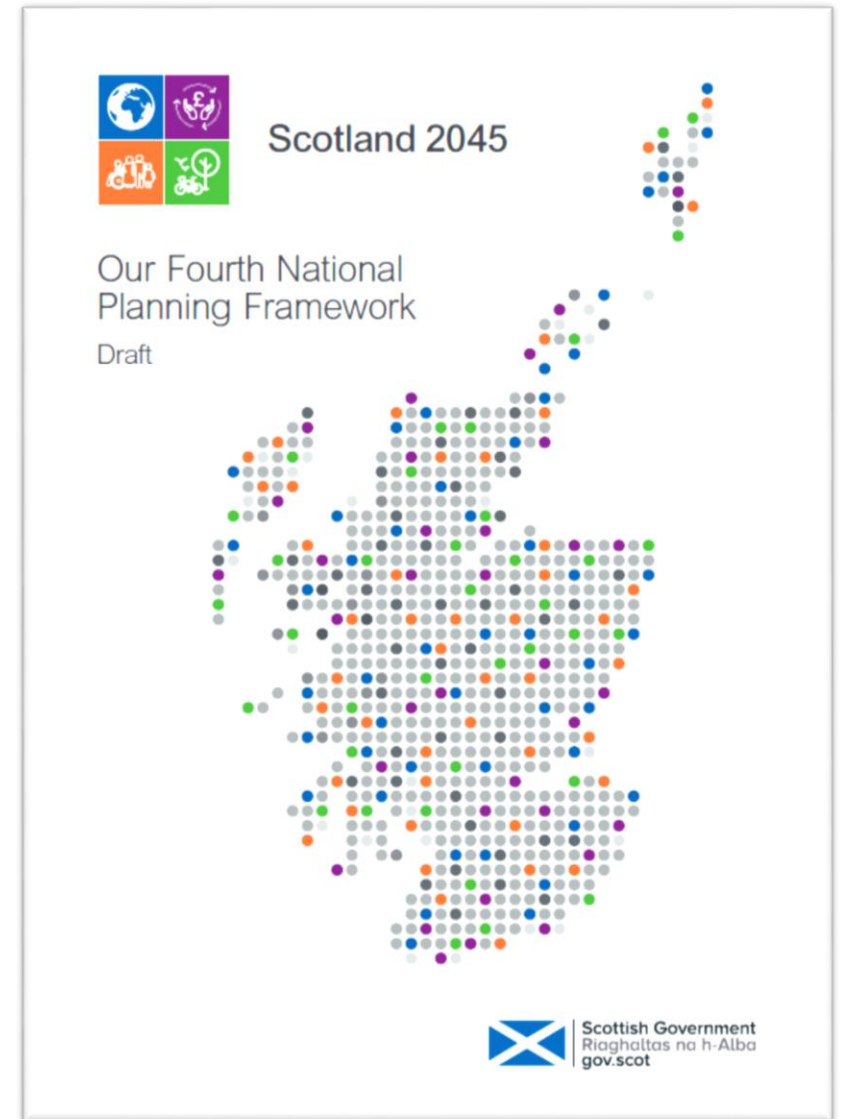 Scotland 2045
Our Fourth National
Planning Framework
Draft
Scottish Government
Riaghaltas na h-Alba
gov.scot